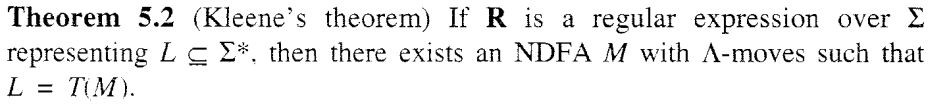 Theorem 5.2 (Kleene's theorem) If R is a regular expression over Σ
representing L ⊆ Σ*, then there exists an NDFA M with Λ-moves such that
L = T(M).